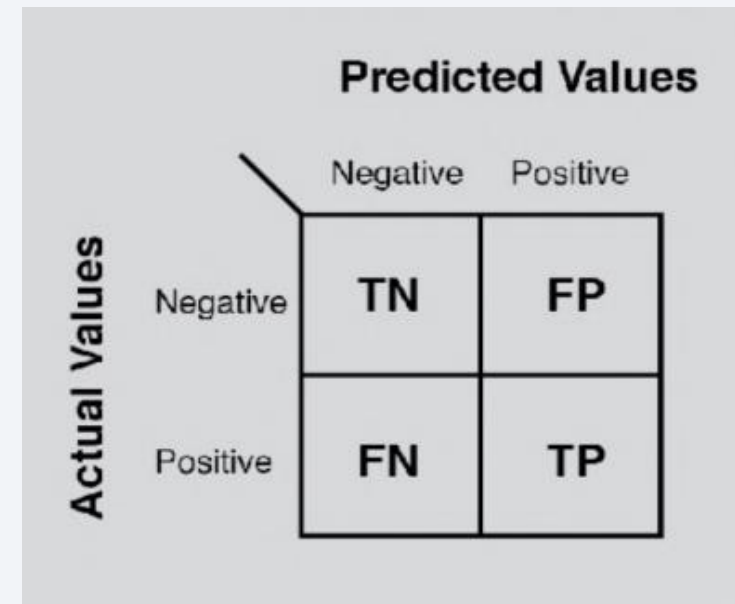 Predicted Values
Negative Positive
Actual Values
Negative TN FP
Positive FN TP